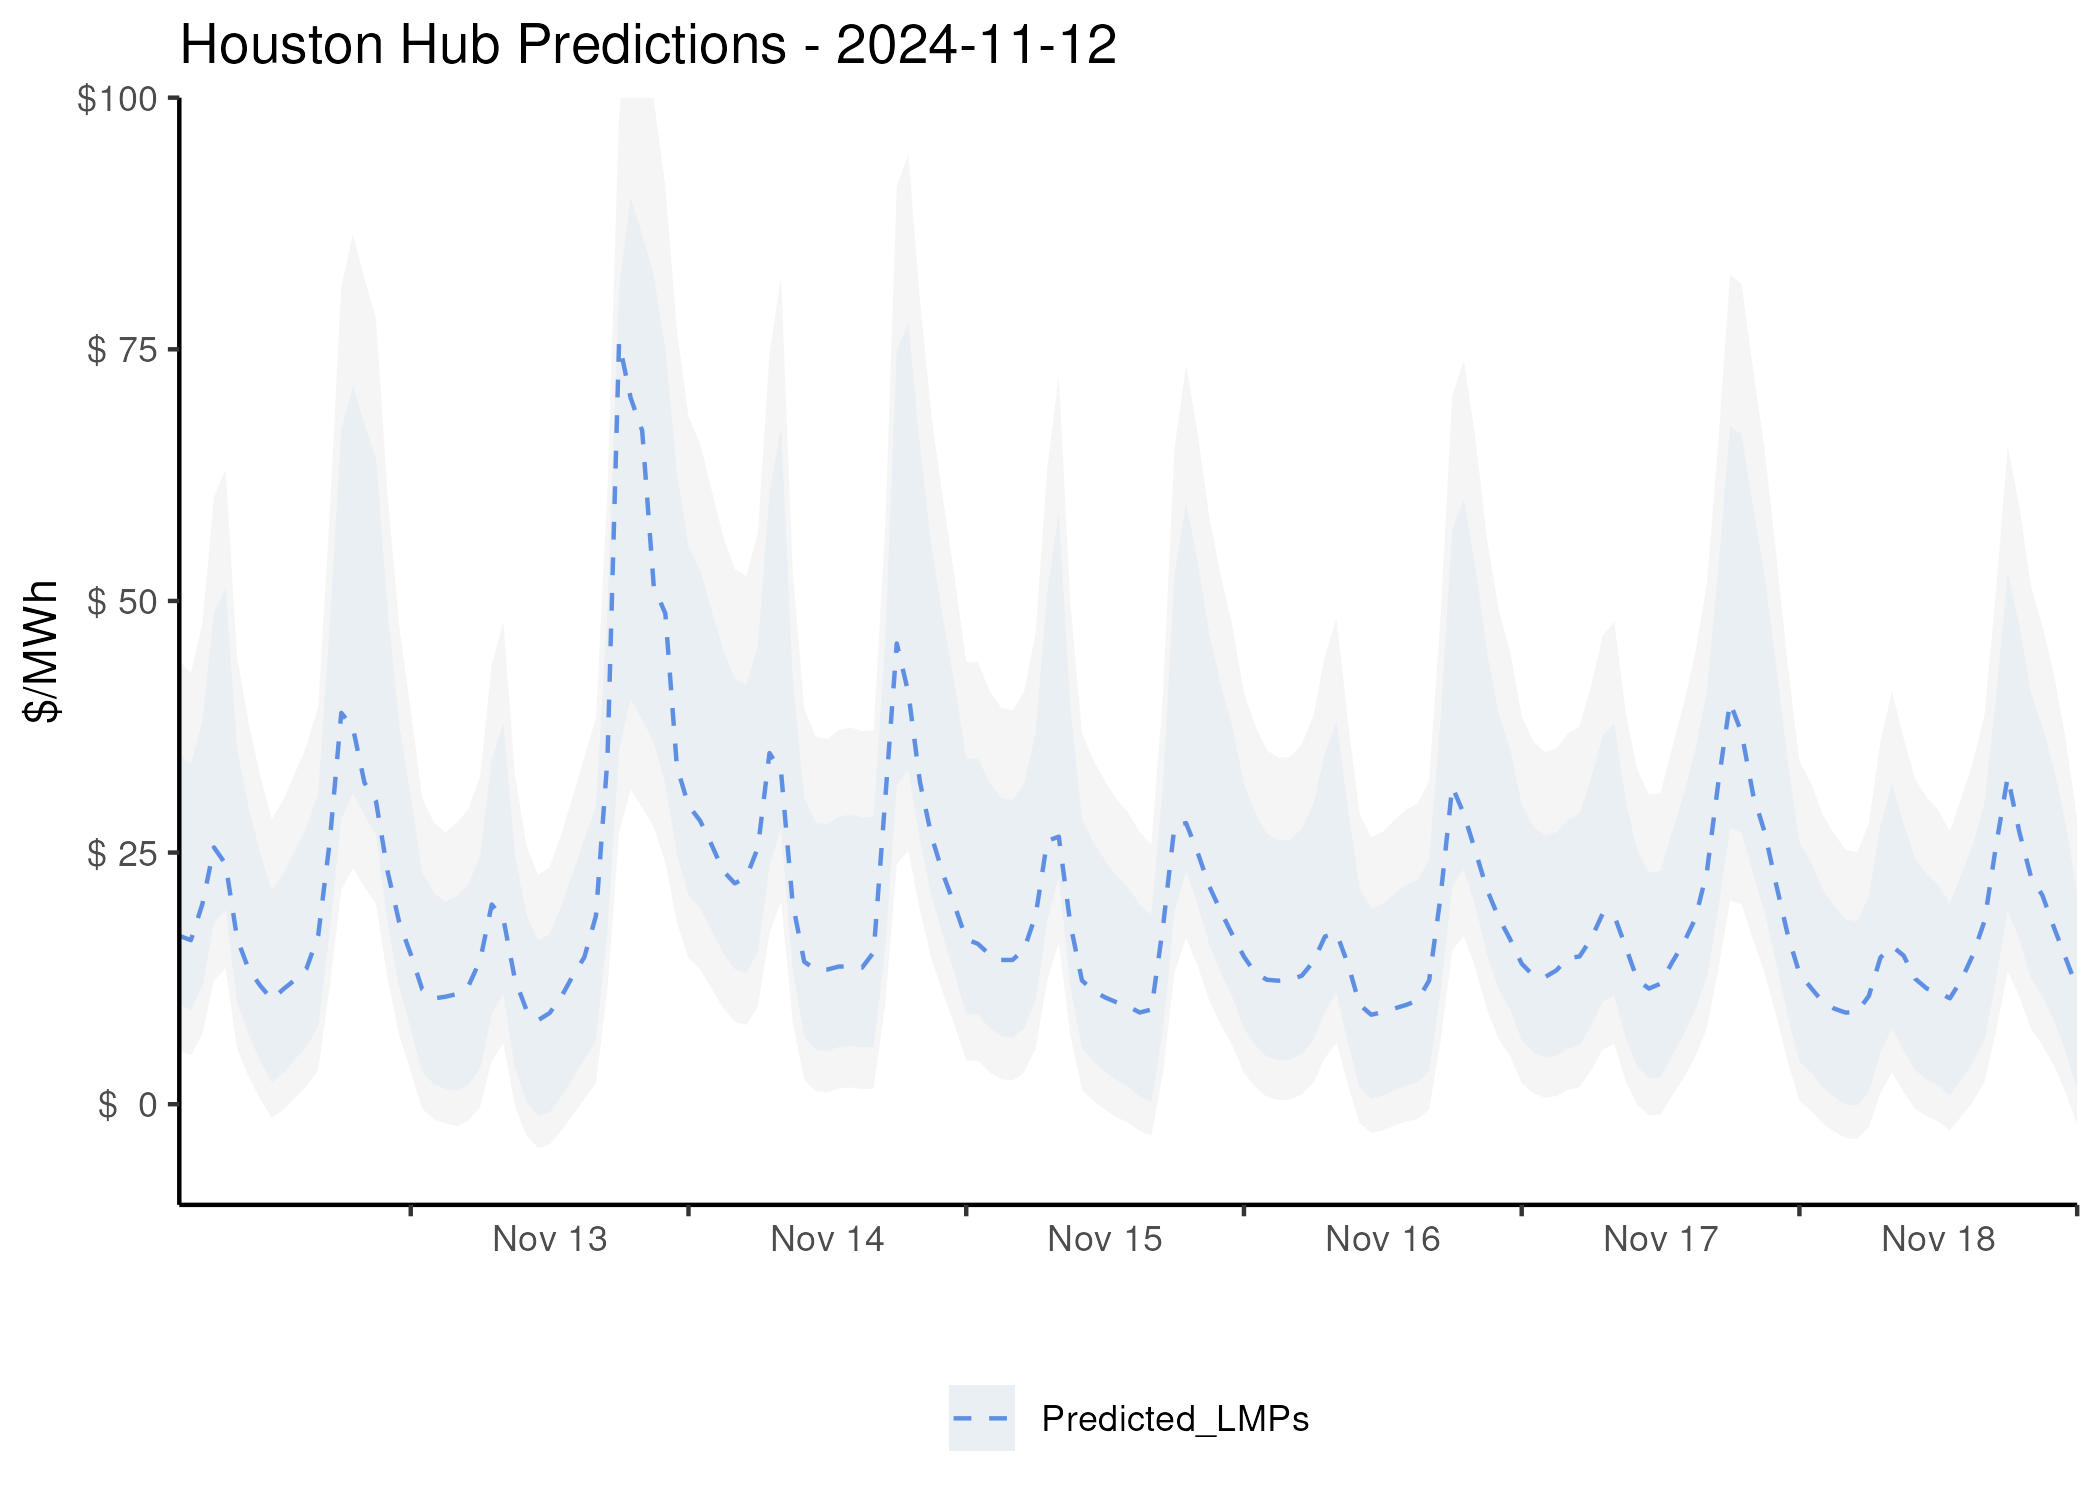 Houston Hub Predictions - 2024-11-12
$100
$ 75
$ 50
$ 25
$  0
$/MWh
Nov 13
Nov 14
Nov 15
Nov 16
Nov 17
Nov 18
Predicted_LMPs